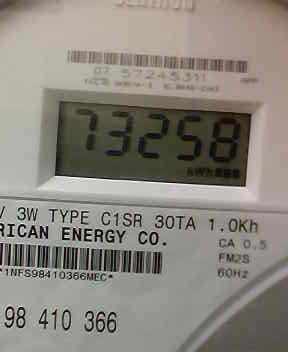 CENTRON
07 57245311
73258
kWh
V 3W TYPE C1SR 30TA 1.0Kh
RICAN ENERGY CO.
CA 0.5
FM2S
*1NFS98410366MEC*
60Hz
98 410 366